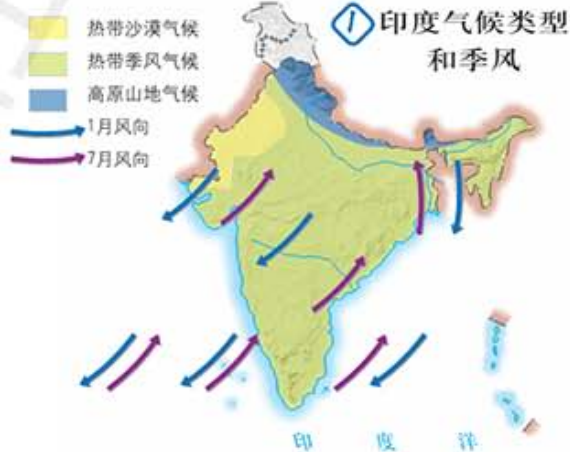 ① 印度气候类型
和季风
热带沙漠气候
热带季风气候
高原山地气候
1月风向
7月风向
印度洋